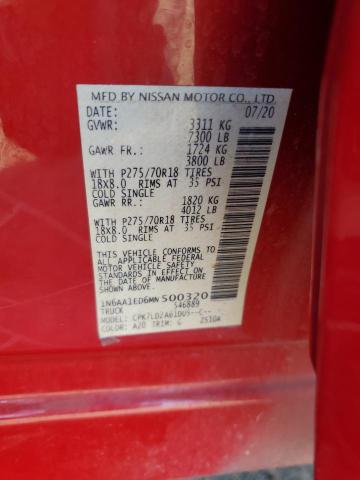 MFD BY NISSAN MOTOR CO., LTD.
DATE: 07/20
GVWR: 3311 KG
7300 LB
GAWR FR.: 1724 KG
3800 LB
WITH P275/70R18 TIRES
18X8.0 RIMS AT 35 PSI
COLD SINGLE
GAWR RR.: 1820 KG
4012 LB
WITH P275/70R18 TIRES
18X8.0 RIMS AT 35 PSI
COLD SINGLE
THIS VEHICLE CONFORMS TO ALL
APPLICABLE FEDERAL
MOTOR VEHICLE SAFETY
STANDARDS IN EFFECT ON
THE DATE OF MANUFACTURE
SHOWN ABOVE.
1N6AA1ED6MN500320
TRUCK 546889
MODEL:
COLOR: A20 TRIM: G 2510A